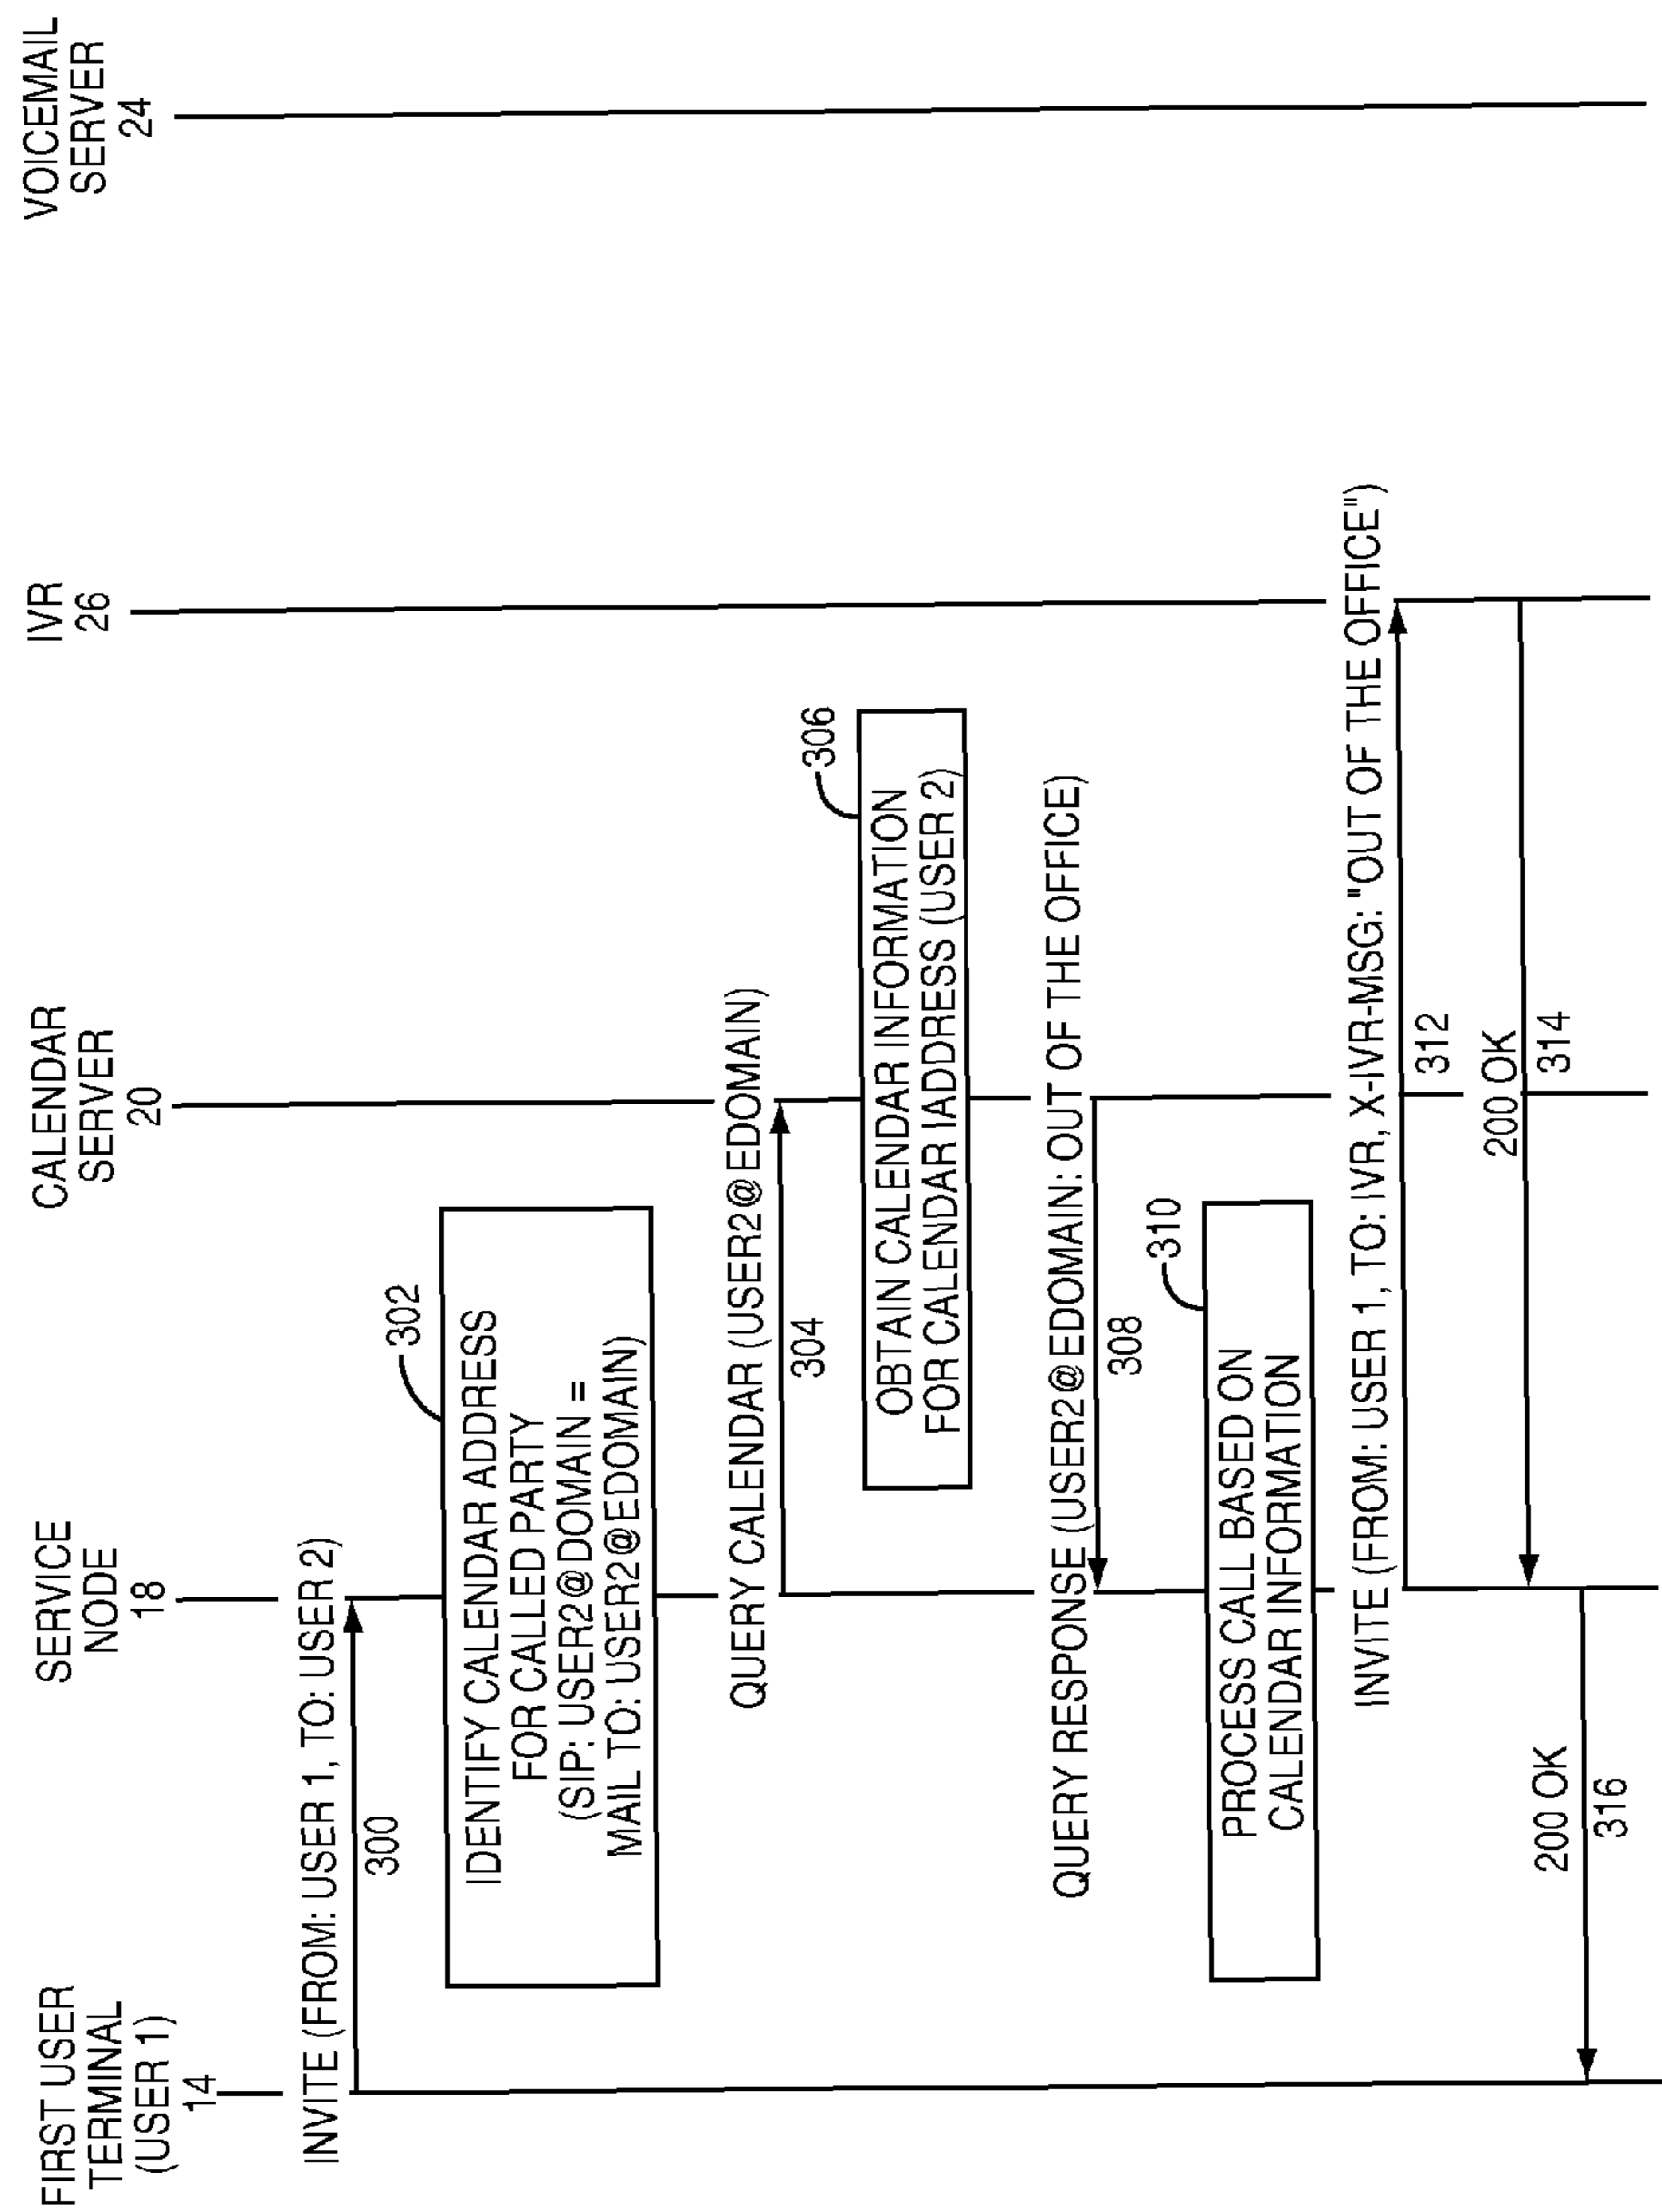 FIRST USER
TERMINAL
(USER 1)
14
SERVICE
NODE
18
CALENDAR
SERVER
20
IVR
26
VOICEMAIL
SERVER
24
INVITE (FROM: USER 1, TO: USER 2)
300
302
IDENTIFY CALENDAR ADDRESS
FOR CALLED PARTY
(SIP: USER2@DOMAIN =
MAIL TO: USER2@EDOMAIN)
QUERY CALENDAR (USER2@EDOMAIN)
304
306
OBTAIN CALENDAR INFORMATION
FOR CALENDAR IADDRESS (USER 2)
QUERY RESPONSE (USER2@EDOMAIN: OUT OF THE OFFICE)
308
310
PROCESS CALL BASED ON
CALENDAR INFORMATION
INVITE (FROM: USER 1, TO: IVR, X-IVR-MSG: "OUT OF THE OFFICE")
312
200 OK
314
200 OK
316